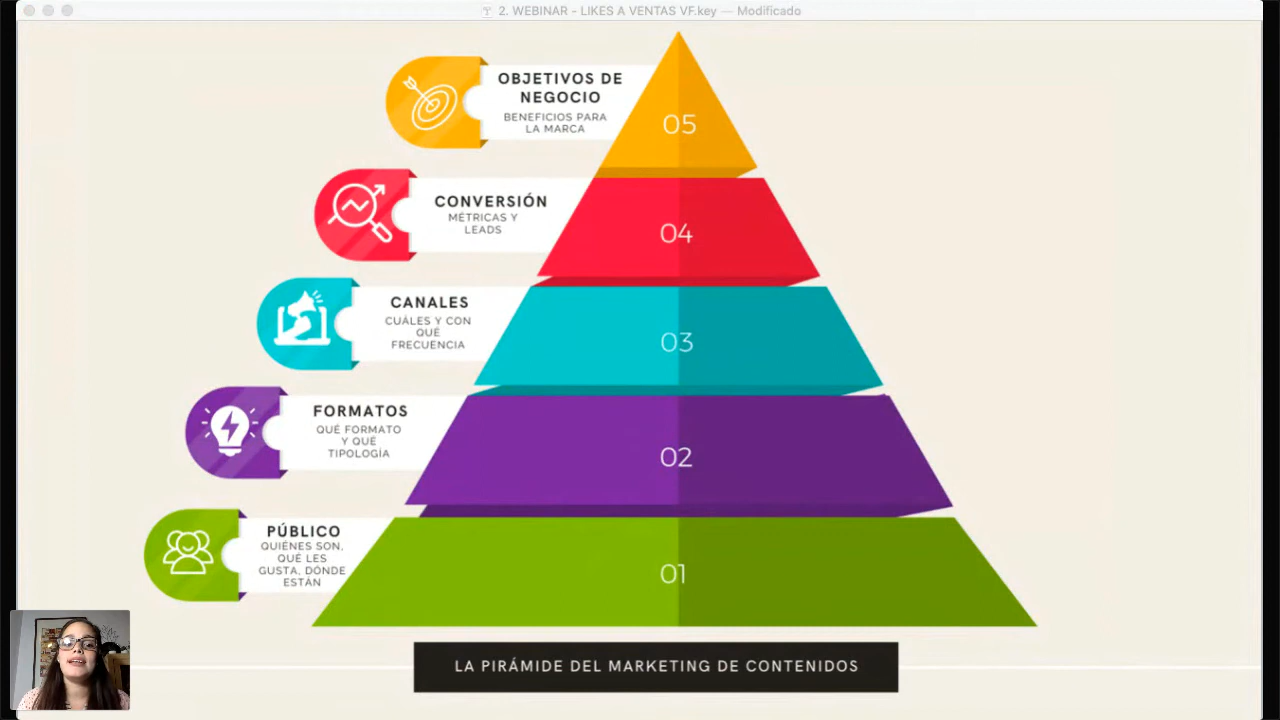 2. WEBINAR - LIKES A VENTAS VF.key — Modificado
OBJETIVOS DE
NEGOCIO
BENEFICIOS PARA
LA MARCA
05
CONVERSIÓN
MÉTRICAS Y
LEADS
04
CANALES
CUÁLES Y CON
QUÉ
FRECUENCIA
03
FORMATOS
QUÉ FORMATO
Y QUÉ
TIPOLOGÍA
02
PÚBLICO
QUIÉNES SON,
QUÉ LES
GUSTA, DÓNDE
ESTÁN
01
LA PIRÁMIDE DEL MARKETING DE CONTENIDOS